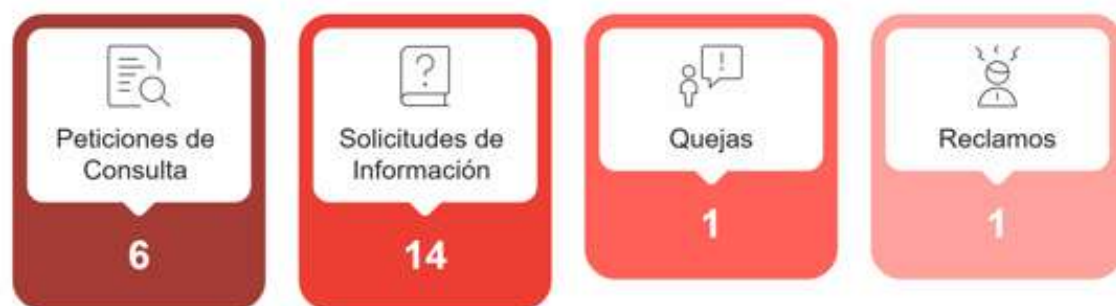 Peticiones de
Consulta
6
Solicitudes de
Información
14
Quejas
1
Reclamos
1